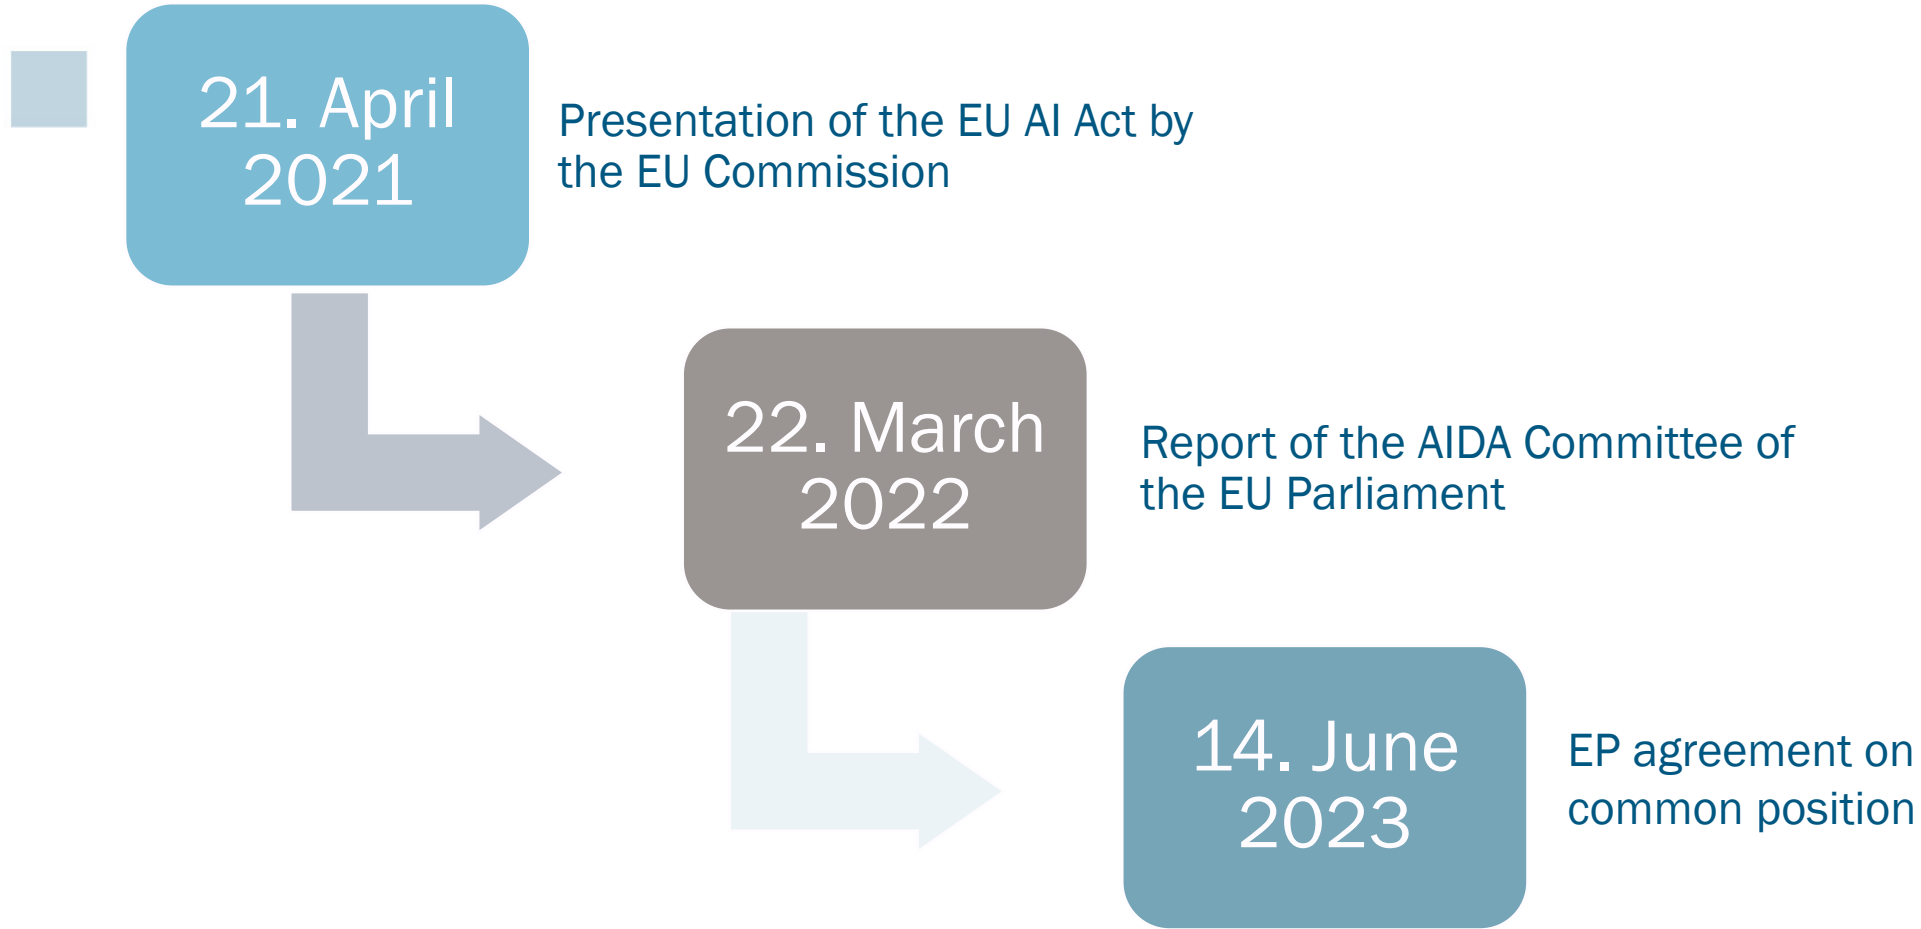 21. April
2021
Presentation of the EU AI Act by
the EU Commission
22. March
2022
Report of the AIDA Committee of
the EU Parliament
14. June
2023
EP agreement on
common position